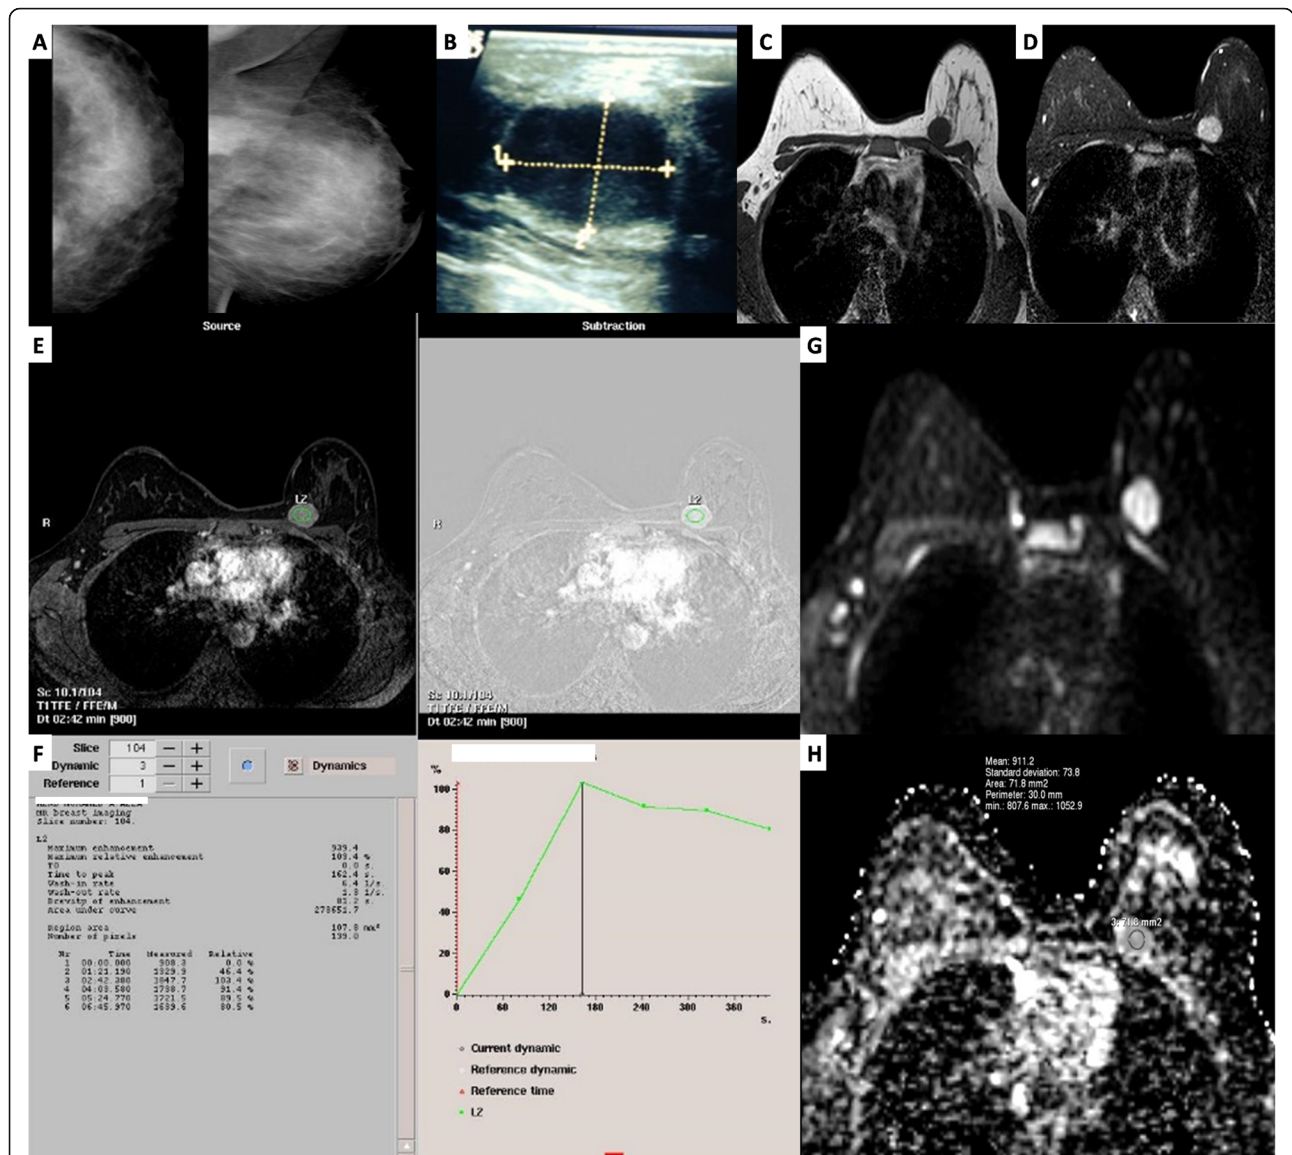 A
B
C
D
Source
Subtraction
E
G
L2
L2
R
R
Sc 10.1/104
T1TFE / FFE/M
Dt 02:42 min [900]
Sc 10.1/104
T1TFE / FFE/M
Dt 02:42 min [900]
F
Slice 104 — +
Dynamic 3 — +
Reference 1 — +
Dynamics
MR breast imaging
Slice number: 104.
L2
Maximum enhancement 939.4
Maximum relative enhancement 103.4 %
T0 0.0 s.
Time to peak 162.4 s.
Wash-in rate 6.4 1/s.
Wash-out rate 1.3 1/s.
Brevity of enhancement 81.2 s.
Area under curve 273651.7
Region area 107.8 mm²
Number of pixels 139.0
Nr Time Measured Relative
1 00:00.000 908.3 0.0 %
2 01:21.190 1329.9 46.4 %
3 02:42.380 1847.7 103.4 %
4 04:03.580 1738.7 91.4 %
5 05:24.770 1721.5 89.5 %
6 06:45.970 1639.6 80.5 %
%
100
80
60
40
20
0
0 60 120 180 240 300 360
s.
Current dynamic
Reference dynamic
Reference time
L2
H
Mean: 911.2
Standard deviation: 73.8
Area: 71.8 mm2
Perimeter: 30.0 mm
min.: 807.6 max.: 1052.9
3: 71.8 mm2